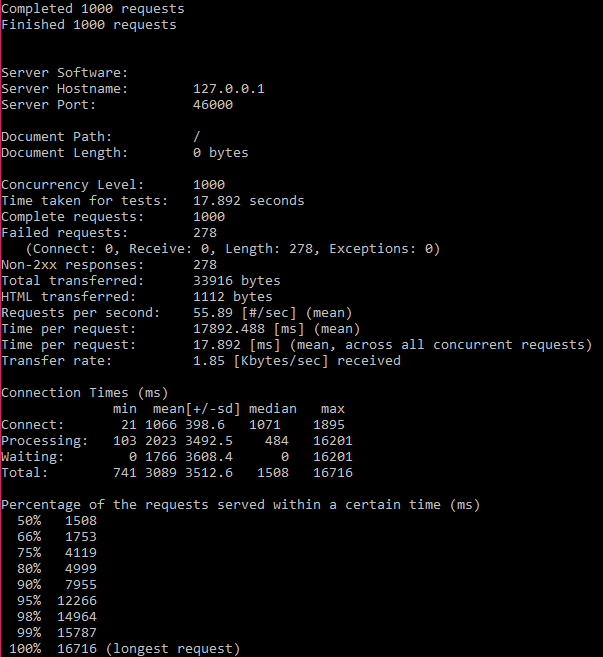 Completed 1000 requests
Finished 1000 requests
Server Software:
Server Hostname: 127.0.0.1
Server Port: 46000
Document Path: /
Document Length: 0 bytes
Concurrency Level: 1000
Time taken for tests: 17.892 seconds
Complete requests: 1000
Failed requests: 278
(Connect: 0, Receive: 0, Length: 278, Exceptions: 0)
Non-2xx responses: 278
Total transferred: 33916 bytes
HTML transferred: 1112 bytes
Requests per second: 55.89 [#/sec] (mean)
Time per request: 17892.488 [ms] (mean)
Time per request: 17.892 [ms] (mean, across all concurrent requests)
Transfer rate: 1.85 [Kbytes/sec] received
Connection Times (ms)
min mean[+/-sd] median max
Connect: 21 1066 398.6 1071 1895
Processing: 103 2023 3492.5 484 16201
Waiting: 0 1766 3608.4 0 16201
Total: 741 3089 3512.6 1508 16716
Percentage of the requests served within a certain time (ms)
50% 1508
66% 1753
75% 4119
80% 4999
90% 7955
95% 12266
98% 14964
99% 15787
100% 16716 (longest request)